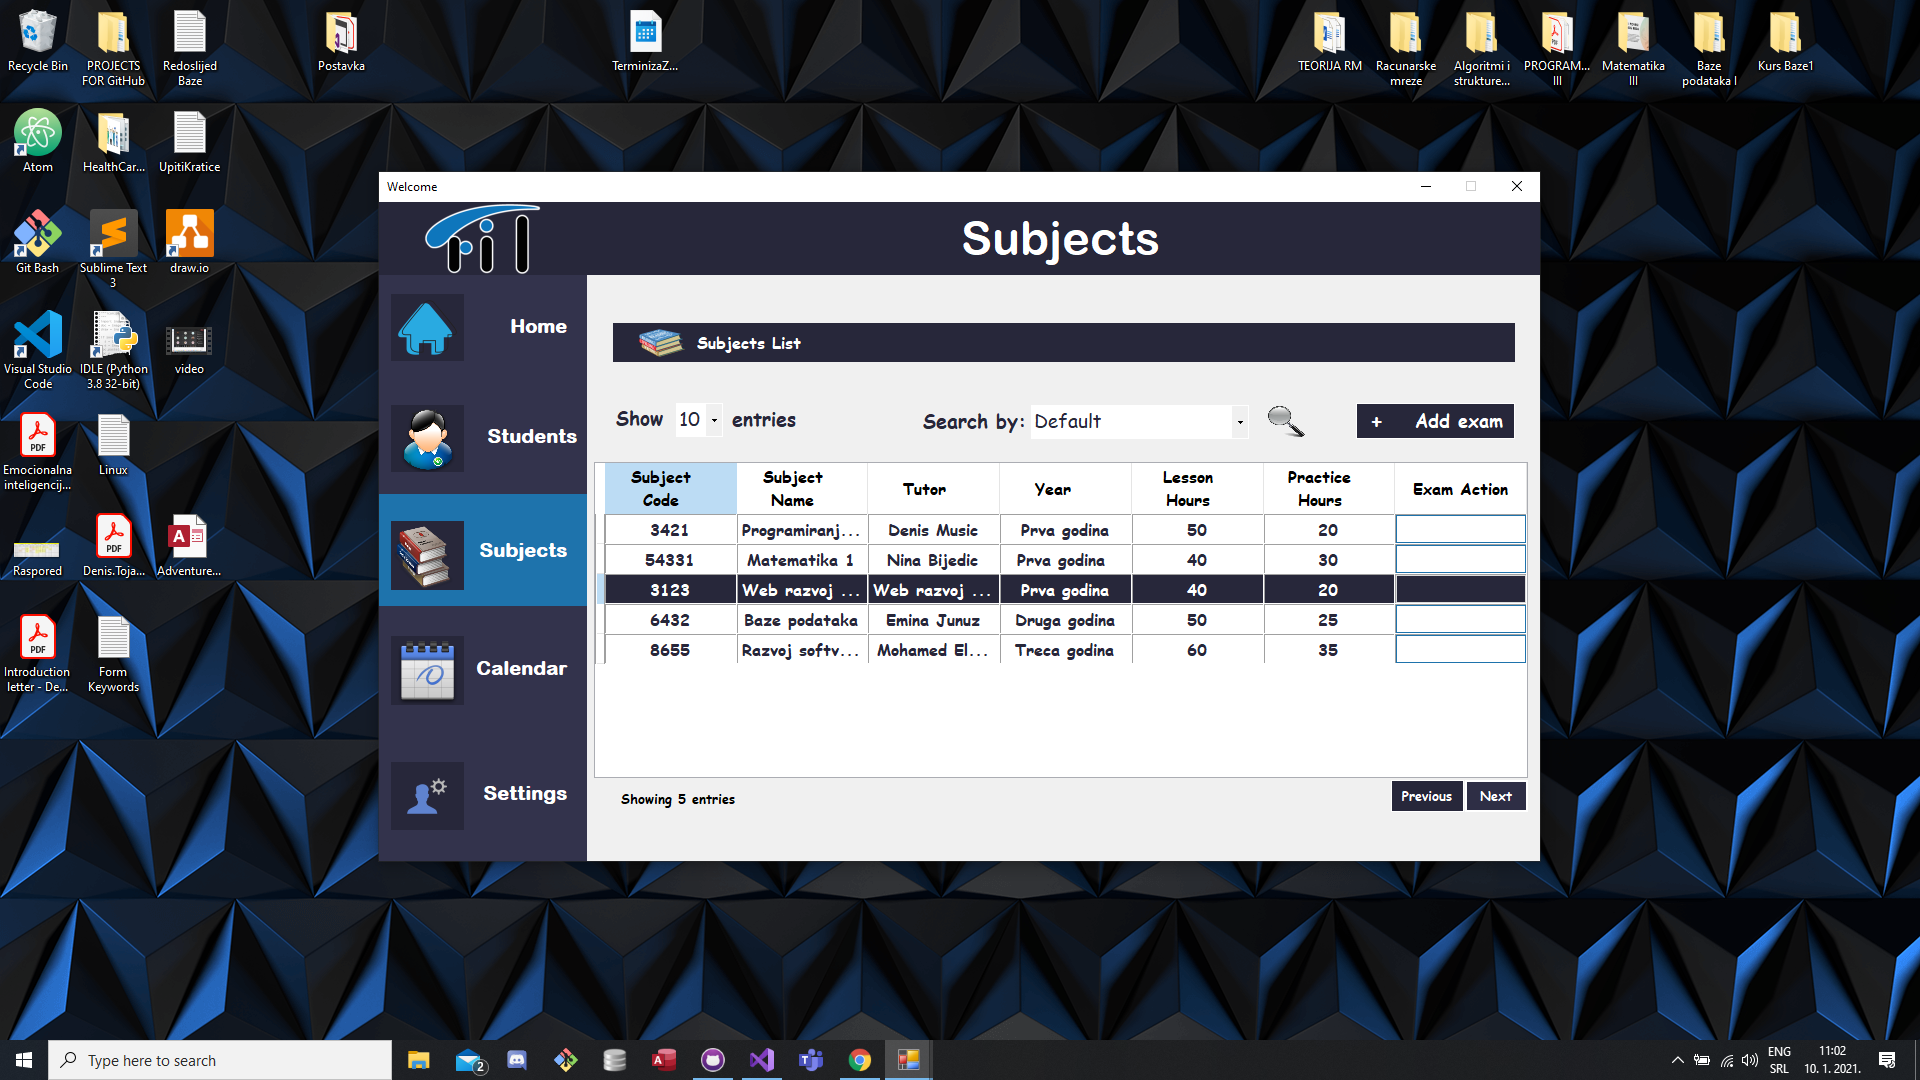 Recycle Bin
PROJECTS
FOR GitHub
Redoslijed
Baze
Postavka
TerminizaZ...
TEORIJA RM
Racunarske
mreze
Algoritmi i
strukture...
PROGRAM...
III
Matematika
III
Baze
podataka I
Kurs Baze1
Atom
HealthCar...
UpitiKratice
Git Bash
Sublime Text
3
draw.io
Visual Studio
Code
IDLE (Python
3.8 32-bit)
video
PDF
Emocionalna
inteligencij...
Linux
Raspored
PDF
Denis.Toja...
Adventure...
PDF
Introduction
letter - De...
Form
Keywords
Welcome
FIT
Subjects
Home
Students
Subjects
Calendar
Settings
Subjects List
Show 10 entries
Search by: Default
+ Add exam
Subject Code Subject Name Tutor Year Lesson Hours Practice Hours Exam Action
3421 Programiranj... Denis Music Prva godina 50 20
54331 Matematika 1 Nina Bijedic Prva godina 40 30
3123 Web razvoj ... Web razvoj ... Prva godina 40 20
6432 Baze podataka Emina Junuz Druga godina 50 25
8655 Razvoj softv... Mohamed El... Treca godina 60 35
Showing 5 entries
Previous
Next
Type here to search
2
ENG
SRL
11:02
10. 1. 2021.